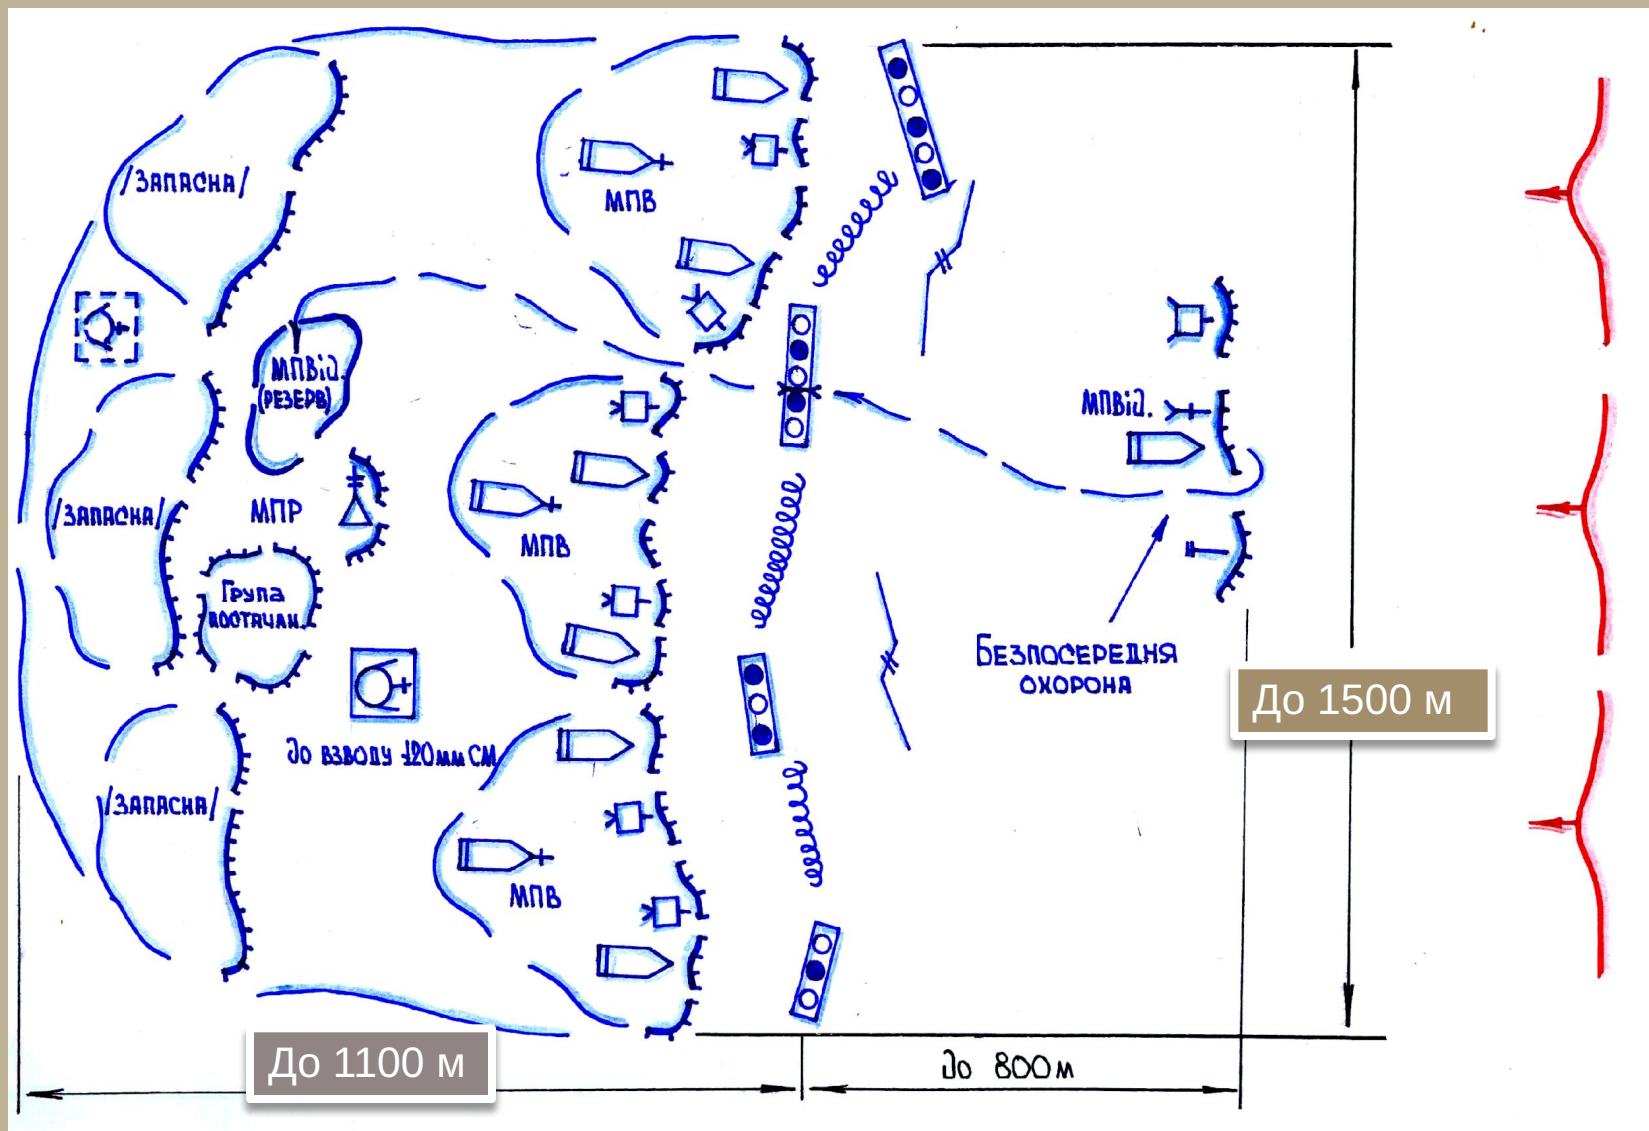 /ЗАПАСНА/
МПВ
МПВід.
(РЕЗЕРВ)
МПВід.
/ЗАПАСНА/
МПР
МПВ
Група
постачан.
БЕЗПОСЕРЕДНЯ
ОХОРОНА
До 1500 м
до взводу 120мм СМ
/ЗАПАСНА/
МПВ
До 1100 м
до 800м